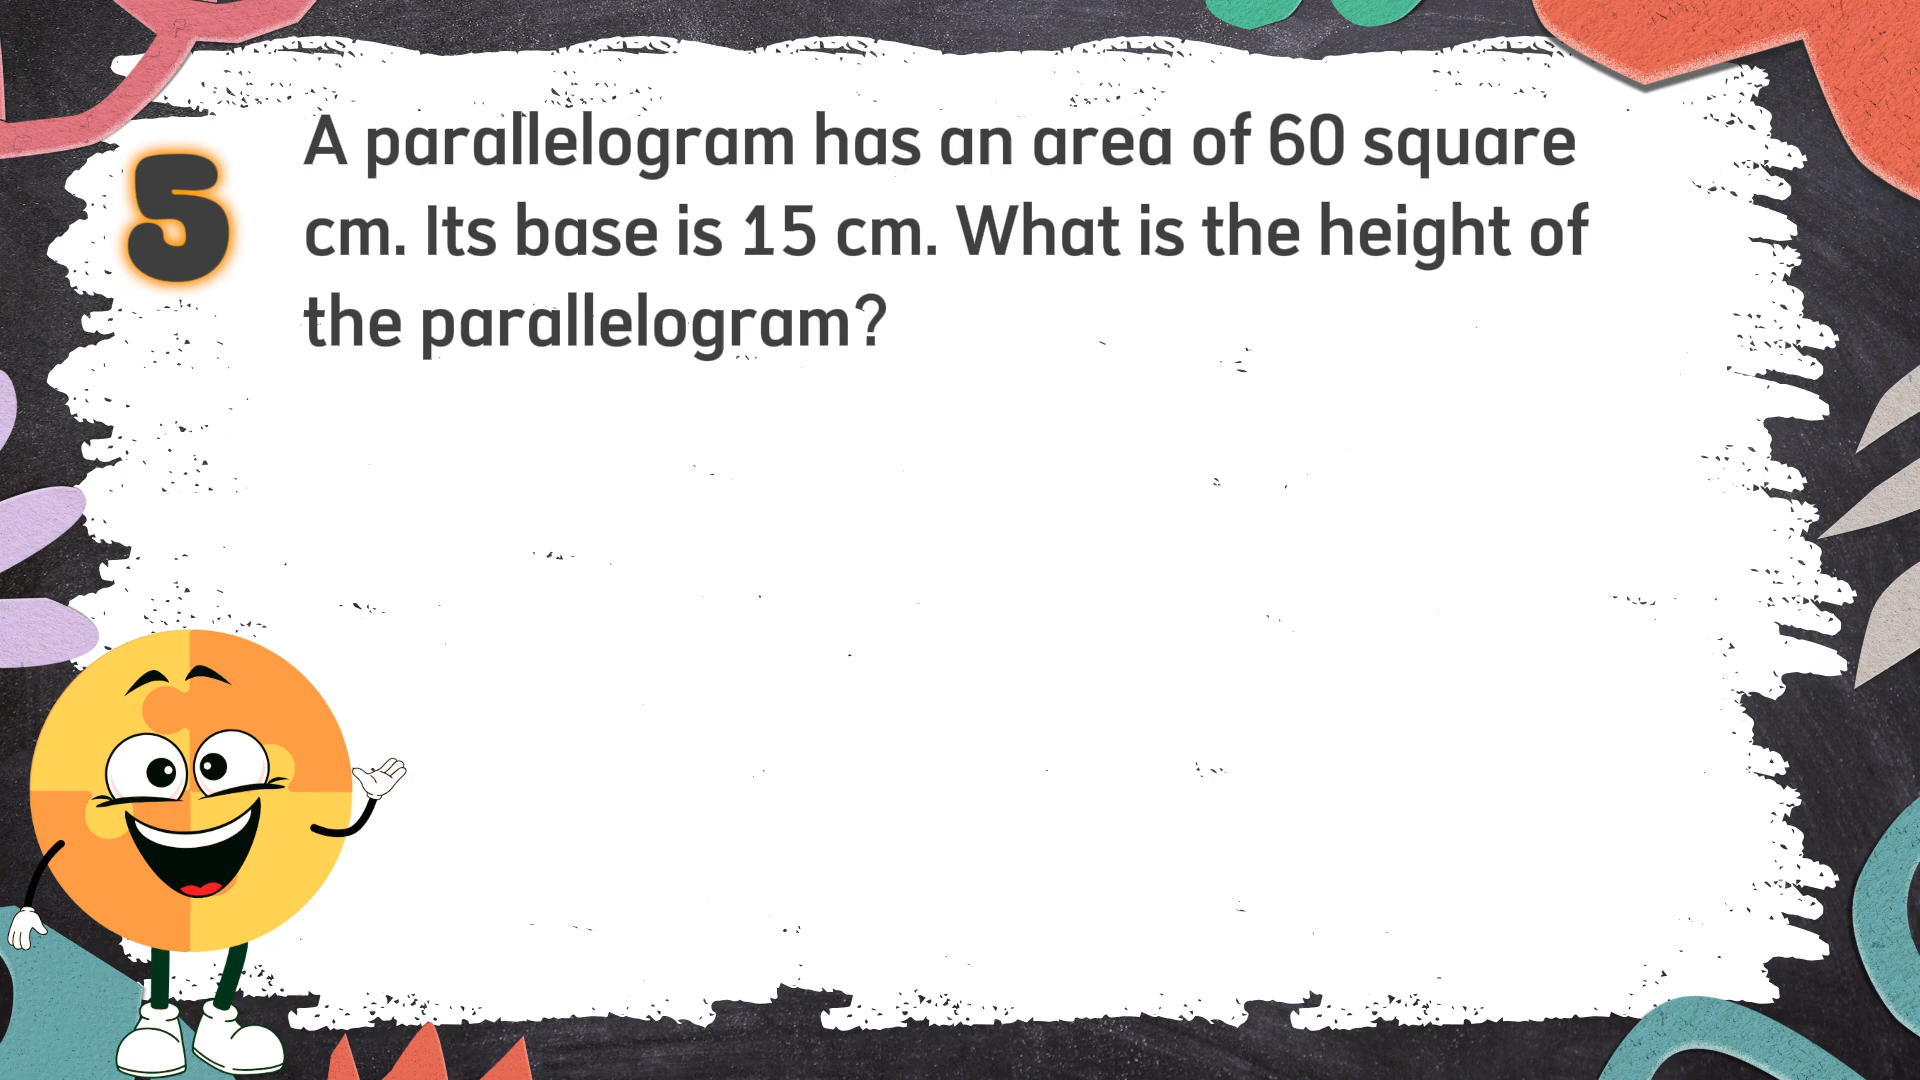 5
A parallelogram has an area of 60 square
cm. Its base is 15 cm. What is the height of
the parallelogram?